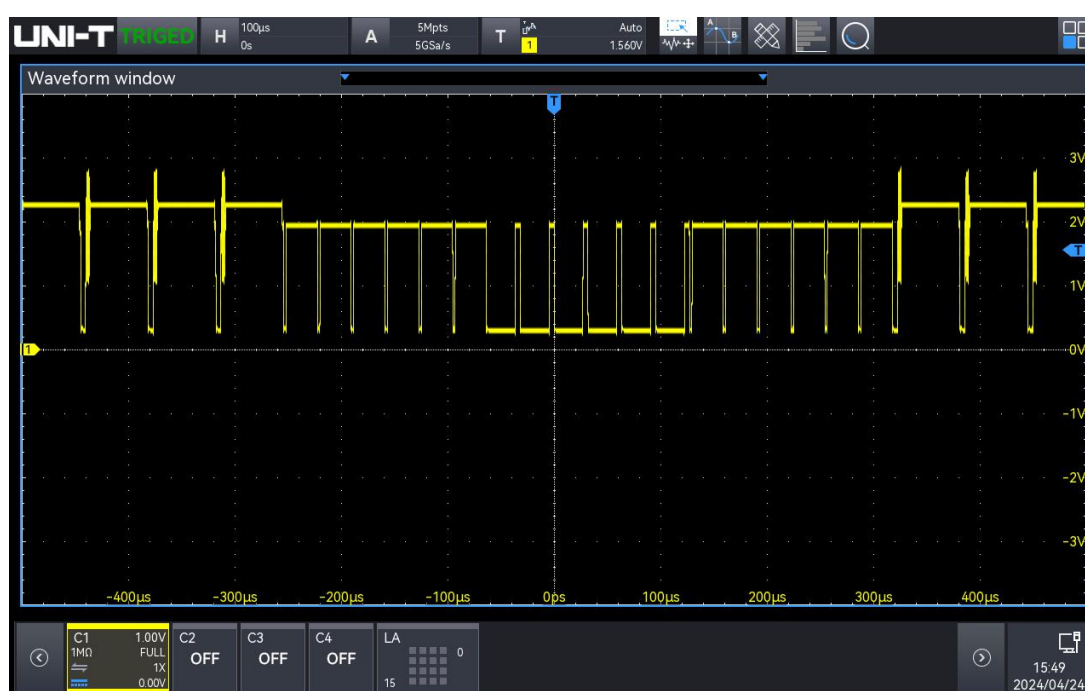 UNI-T TRIGED H 100µs 0s A 5Mpts 5GSa/s T 1 Auto 1.560V
A B
Waveform window
T
3V
2V
T
1V
1 0V
-1V
-2V
-3V
-400µs -300µs -200µs -100µs 0ps 100µs 200µs 300µs 400µs
C1 1.00V C2 C3 C4 LA
1MΩ FULL OFF OFF OFF 0
1X
0.00V 15
15:49
2024/04/24